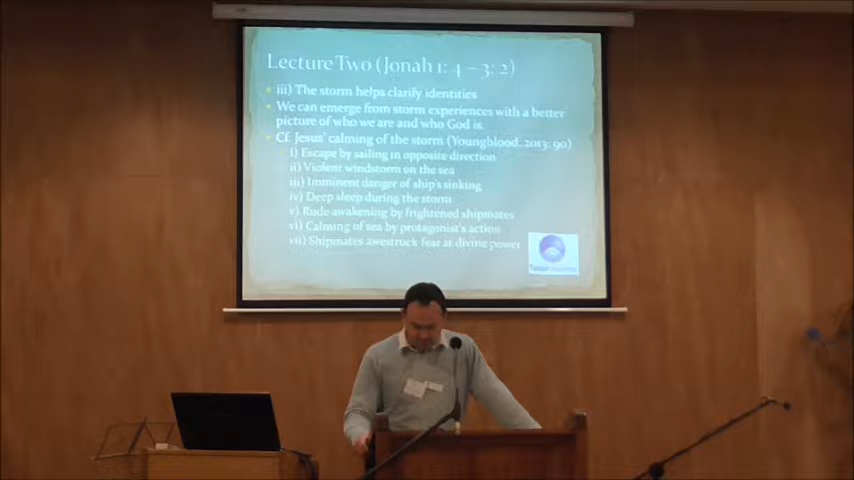 Lecture Two (Jonah 1: 4 – 3: 2)
iii) The storm helps clarify identities
We can emerge from storm experiences with a better
picture of who we are and who God is.
Cf. Jesus' calming of the storm (Youngblood, 2013: 90)
i) Escape by sailing in opposite direction
ii) Violent windstorm on the sea
iii) Imminent danger of ship's sinking
iv) Deep sleep during the storm
v) Rude awakening by frightened shipmates
vi) Calming of sea by protagonist's action
vii) Shipmates awestruck fear at divine power